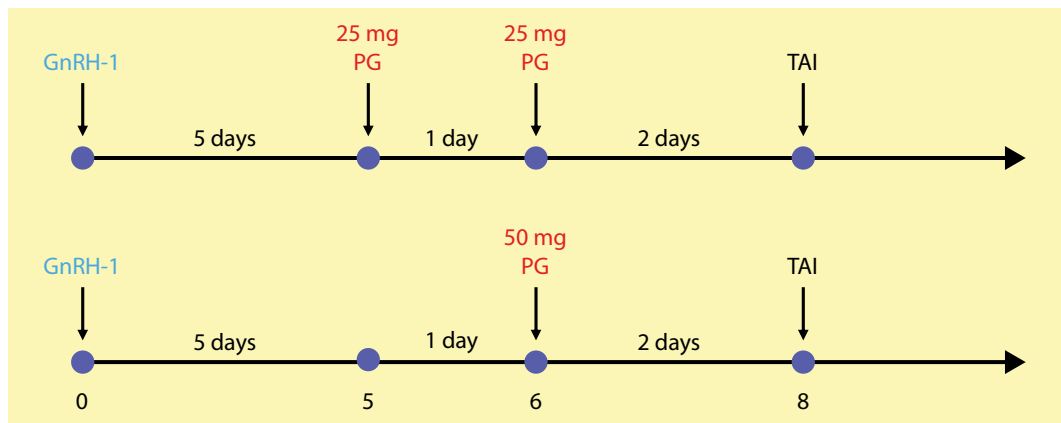 25 mg 25 mg
GnRH-1 PG PG TAI
5 days 1 day 2 days
50 mg
GnRH-1 PG TAI
5 days 1 day 2 days
0 5 6 8